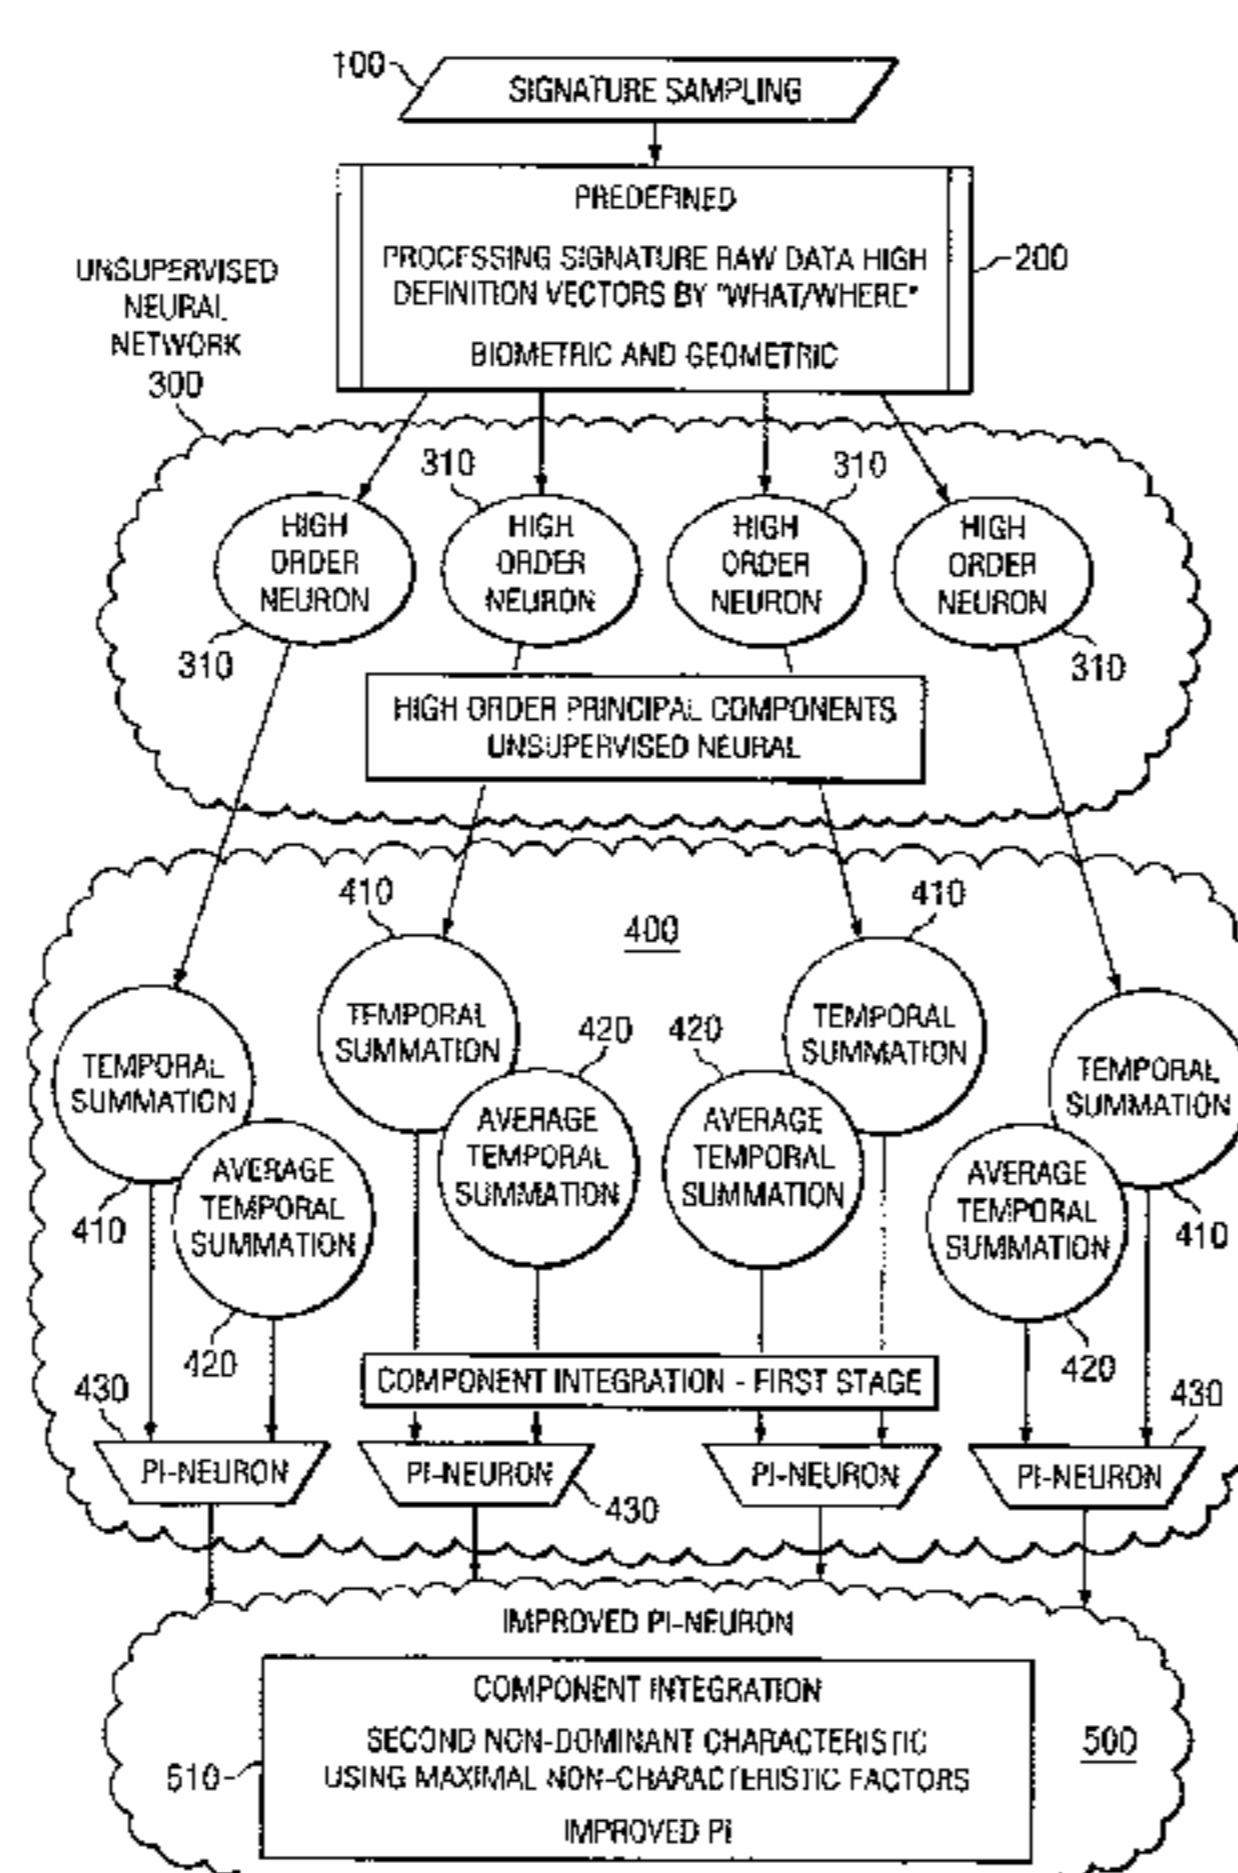 100
SIGNATURE SAMPLING
PREDEFINED
PROCESSING SIGNATURE RAW DATA HIGH
DEFINITION VECTORS BY "WHAT/WHERE"
BIOMETRIC AND GEOMETRIC
200
UNSUPERVISED
NEURAL
NETWORK
300
310
310
HIGH
ORDER
NEURON
HIGH
ORDER
NEURON
HIGH
ORDER
NEURON
HIGH
ORDER
NEURON
310
310
HIGH ORDER PRINCIPAL COMPONENTS
UNSUPERVISED NEURAL
410
400
410
TEMPORAL
SUMMATION
TEMPORAL
SUMMATION
420
420
TEMPORAL
SUMMATION
TEMPORAL
SUMMATION
AVERAGE
TEMPORAL
SUMMATION
AVERAGE
TEMPORAL
SUMMATION
AVERAGE
TEMPORAL
SUMMATION
AVERAGE
TEMPORAL
SUMMATION
410
410
420
420
COMPONENT INTEGRATION - FIRST STAGE
430
430
PI-NEURON
PI-NEURON
PI-NEURON
PI-NEURON
430
IMPROVED PI-NEURON
COMPONENT INTEGRATION
SECOND NON-DOMINANT CHARACTERISTIC
USING MAXIMAL NON-CHARACTERISTIC FACTORS
IMPROVED PI
510
500